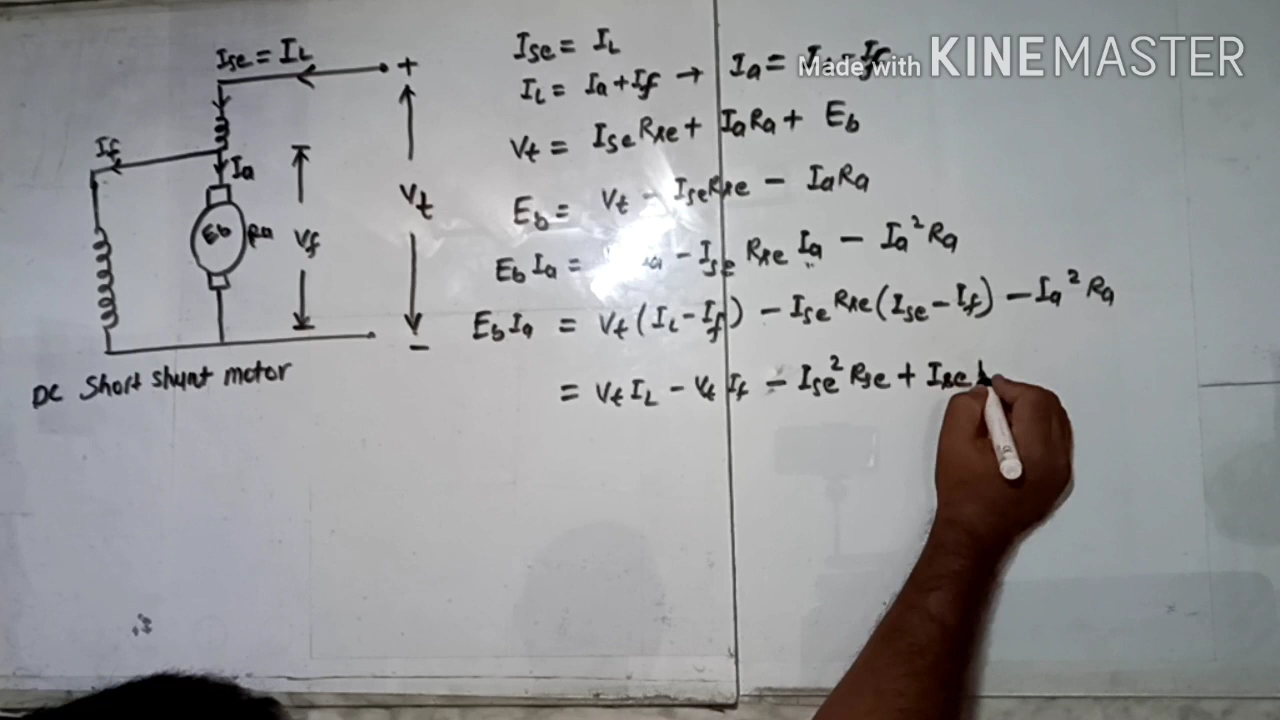 Ise = IL
+
If
Ia
Eb
Ra
Vf
Vt
−
DC Short shunt motor
Ise = IL
IL = Ia + If → Ia =
Vt = Ise Rse + Ia Ra + Eb
Eb = Vt − Ise Rse − Ia Ra
Eb Ia = − Ise Rse Ia − Ia² Ra
Eb Ia = Vt (IL − If) − Ise Rse (Ise − If) − Ia² Ra
= Vt IL − Vt If − Ise² Rse + Ise
Made with KINEMASTER